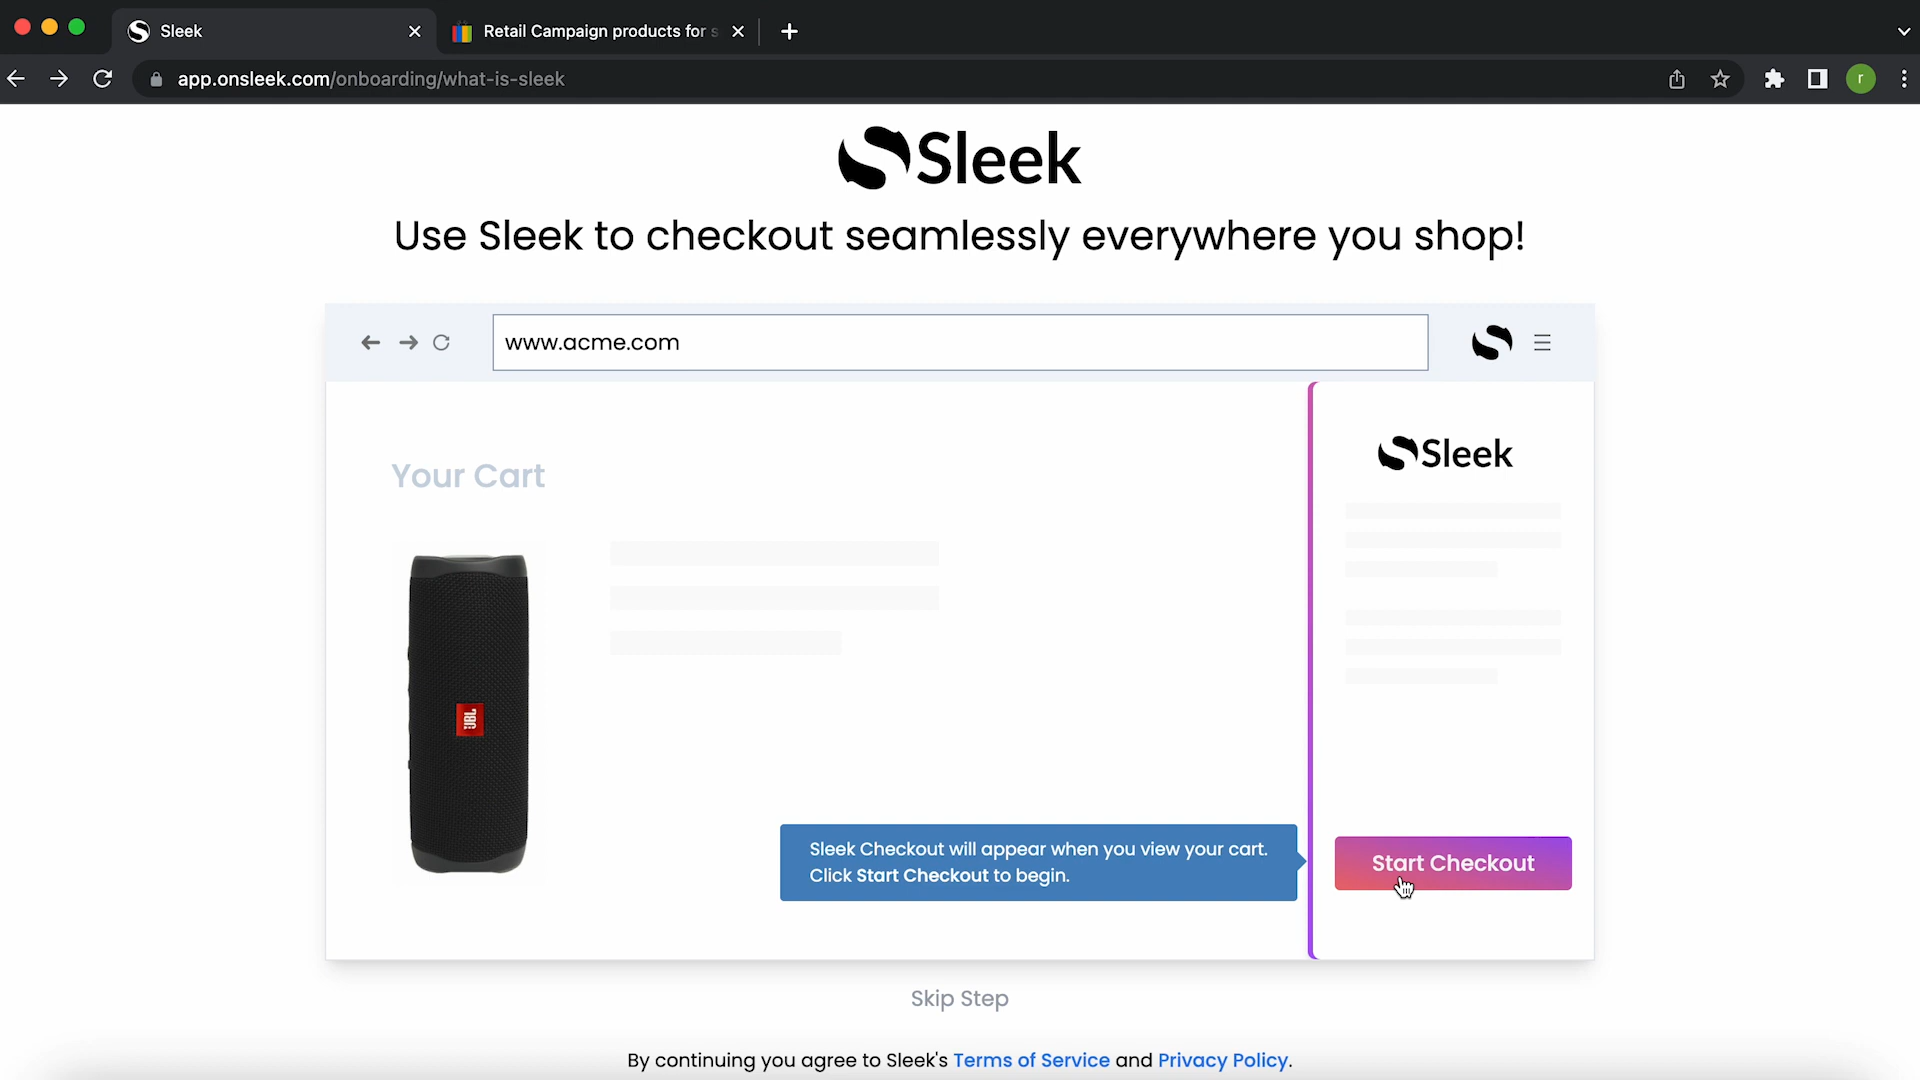 Sleek
Retail Campaign products for s
app.onsleek.com/onboarding/what-is-sleek
r
Sleek
Use Sleek to checkout seamlessly everywhere you shop!
www.acme.com
Your Cart
Sleek
JBL
Sleek Checkout will appear when you view your cart.
Click Start Checkout to begin.
Start Checkout
Skip Step
By continuing you agree to Sleek's Terms of Service and Privacy Policy.